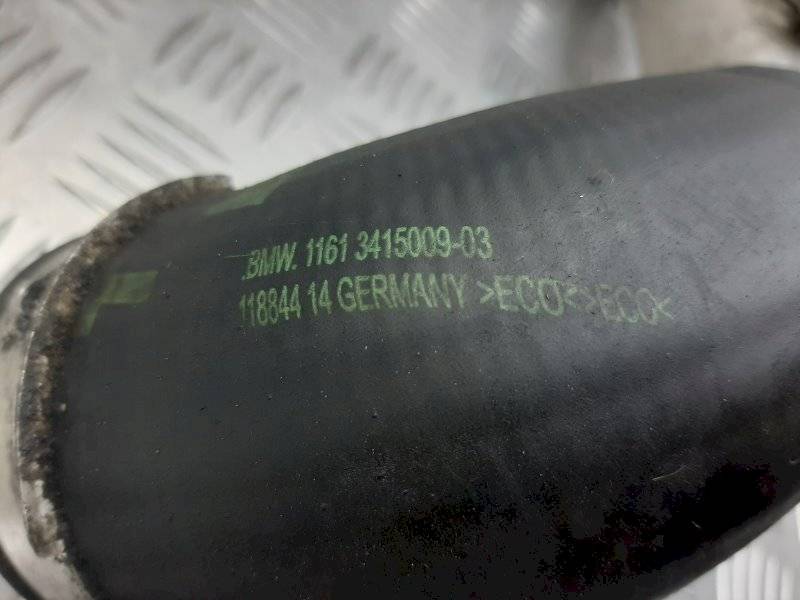 .BMW. 1161 3415009-03
118844 14 GERMANY >ECO<>ECO<